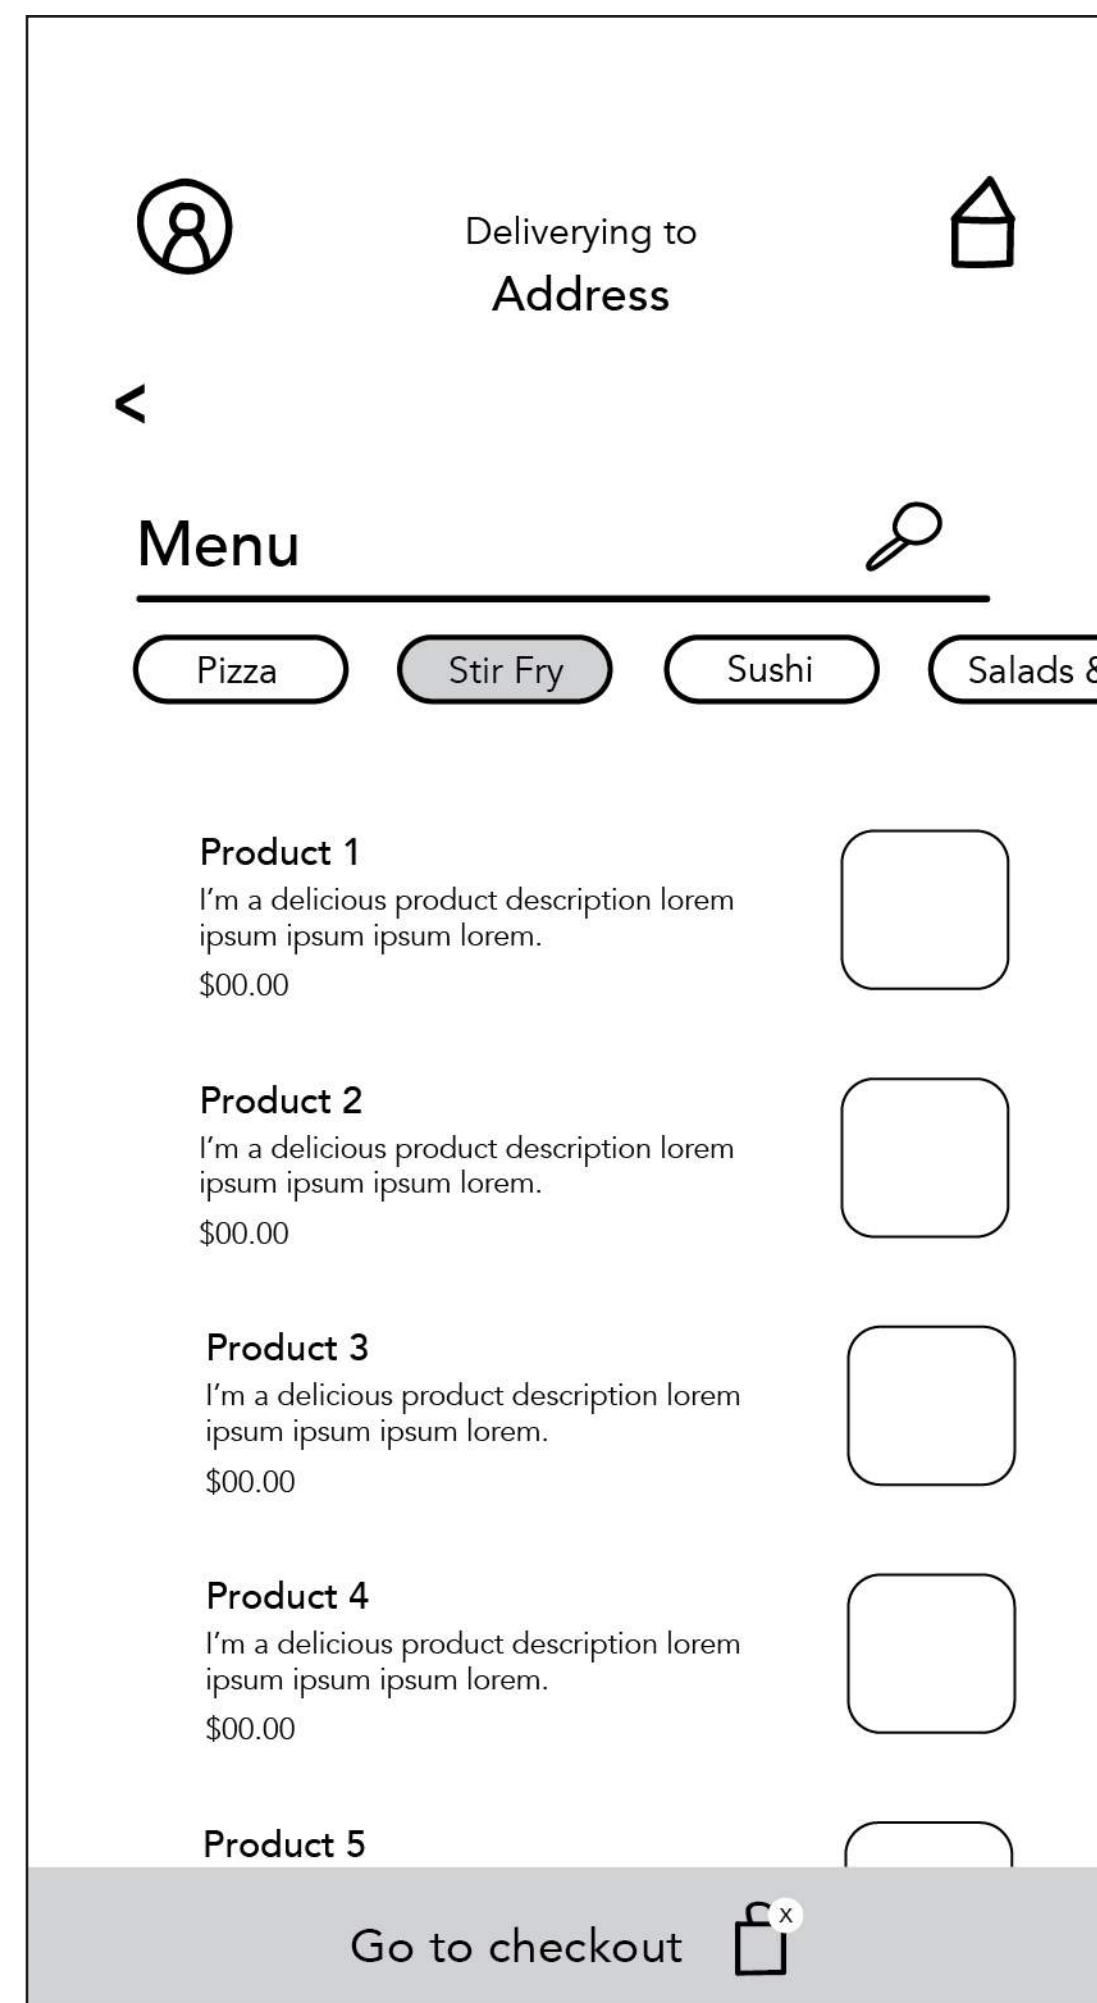 Deliverying to
Address
<
Menu
Pizza
Stir Fry
Sushi
Salads &
Product 1
I'm a delicious product description lorem
ipsum ipsum ipsum lorem.
$00.00
Product 2
I'm a delicious product description lorem
ipsum ipsum ipsum lorem.
$00.00
Product 3
I'm a delicious product description lorem
ipsum ipsum ipsum lorem.
$00.00
Product 4
I'm a delicious product description lorem
ipsum ipsum ipsum lorem.
$00.00
Product 5
Go to checkout
x